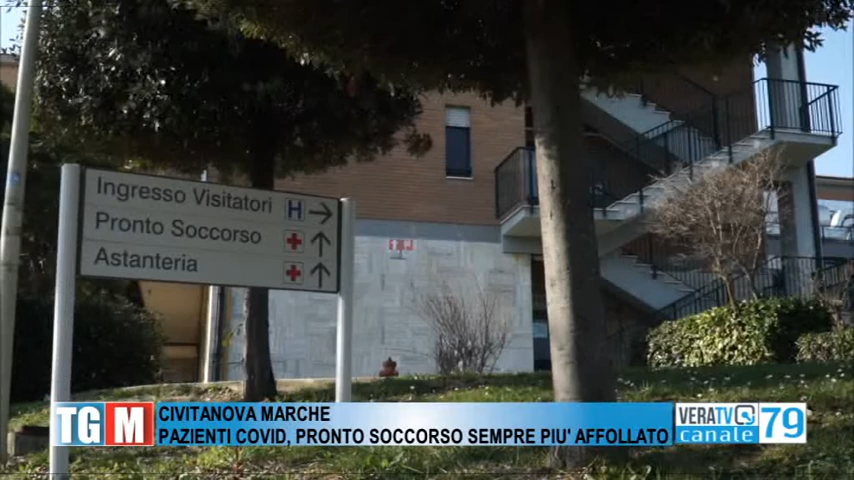 Ingresso Visitatori H
Pronto Soccorso
Astanteria
TGM
CIVITANOVA MARCHE
PAZIENTI COVID, PRONTO SOCCORSO SEMPRE PIU' AFFOLLATO
VERATV
canale 79